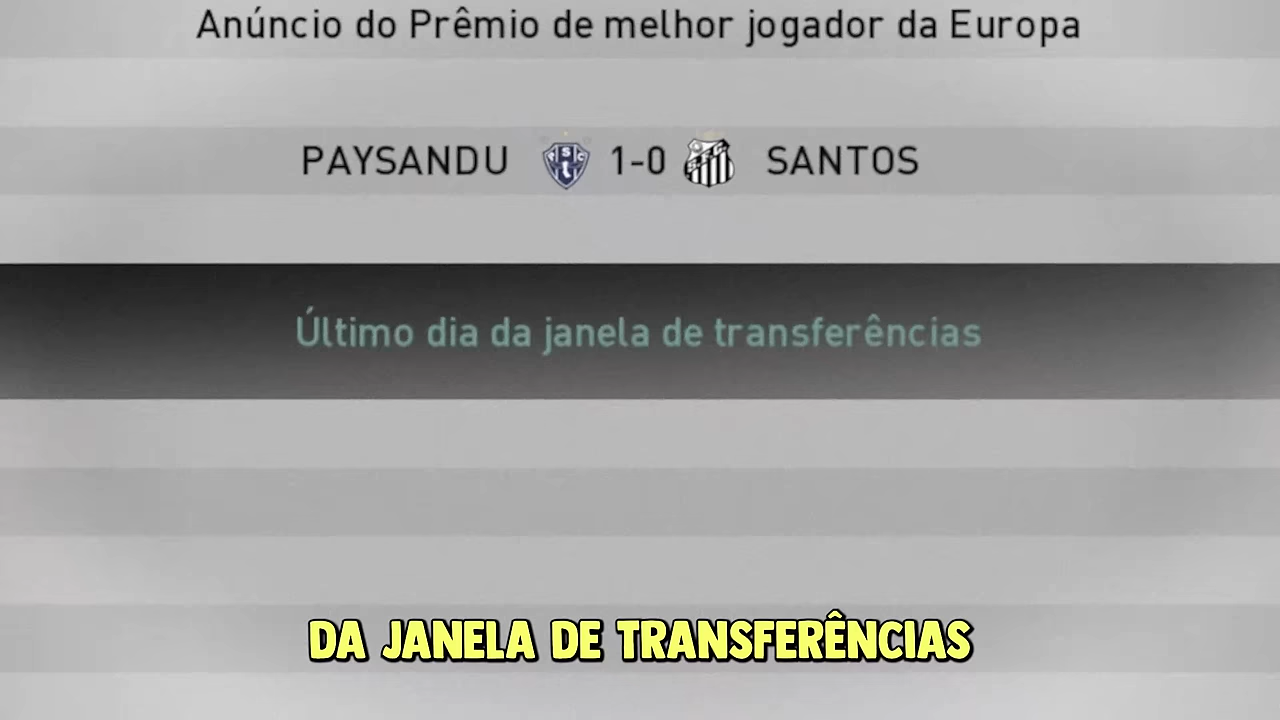 Anúncio do Prêmio de melhor jogador da Europa
PAYSANDU 1-0 SANTOS
Último dia da janela de transferências
DA JANELA DE TRANSFERÊNCIAS